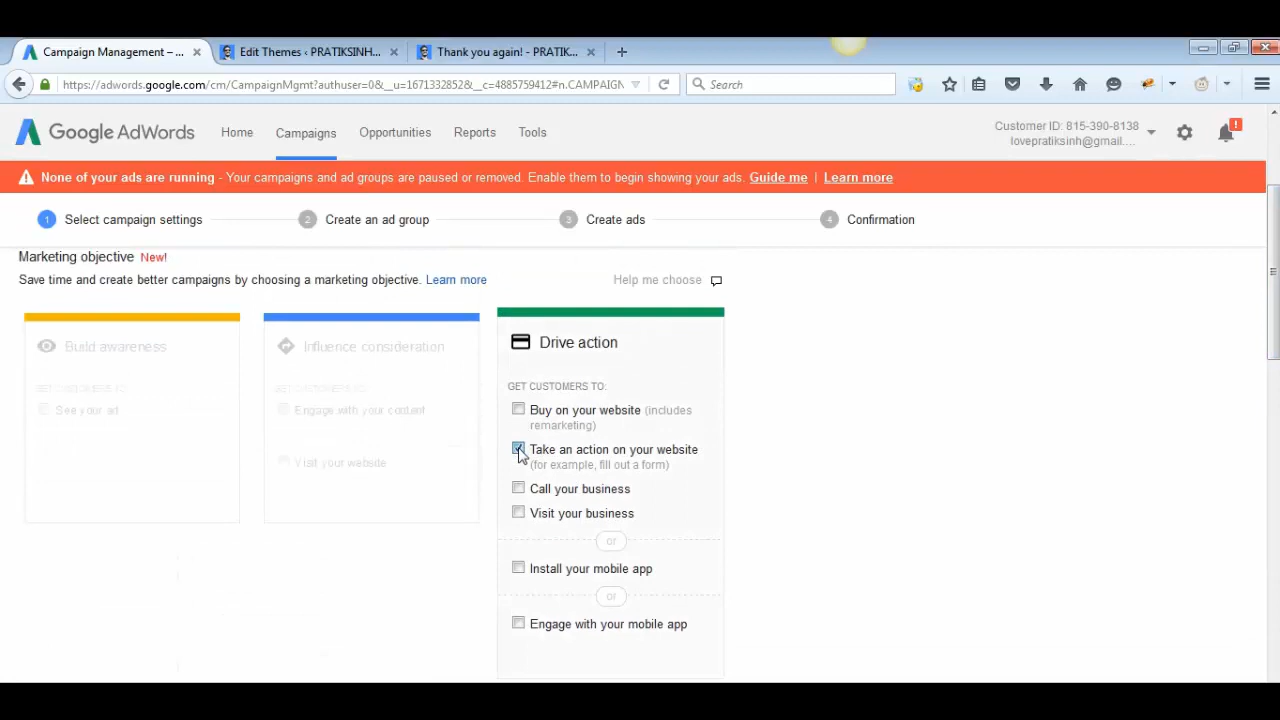 Campaign Management – ...
Edit Themes ‹ PRATIKSINH...
Thank you again! - PRATIK...
https://adwords.google.com/cm/CampaignMgmt?authuser=0&__u=1671332852&__c=4885759412#n.CAMPAIGN
Search
Google AdWords
Home
Campaigns
Opportunities
Reports
Tools
Customer ID: 815-390-8138
lovepratiksinh@gmail....
!
None of your ads are running - Your campaigns and ad groups are paused or removed. Enable them to begin showing your ads. Guide me | Learn more
1 Select campaign settings
2 Create an ad group
3 Create ads
4 Confirmation
Marketing objective New!
Save time and create better campaigns by choosing a marketing objective. Learn more
Help me choose
Build awareness
GET CUSTOMERS TO:
See your ad
Influence consideration
GET CUSTOMERS TO:
Engage with your content
Visit your website
Drive action
GET CUSTOMERS TO:
Buy on your website (includes
remarketing)
Take an action on your website
(for example, fill out a form)
Call your business
Visit your business
or
Install your mobile app
or
Engage with your mobile app